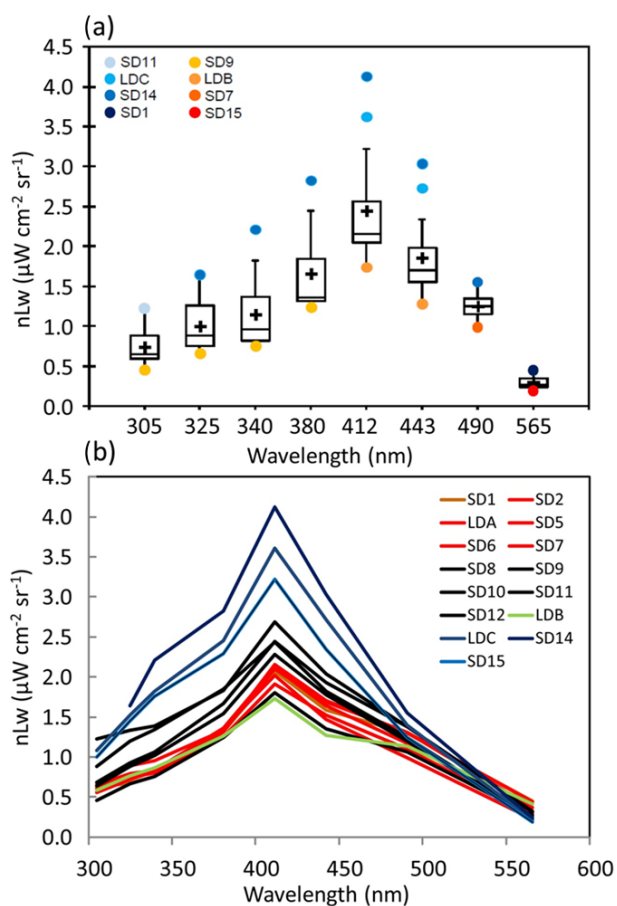 (a)
4.5
4.0
3.5
3.0
2.5
2.0
1.5
1.0
0.5
0.0
nLw (µW cm⁻² sr⁻¹)
SD11 SD9
LDC LDB
SD14 SD7
SD1 SD15
305 325 340 380 412 443 490 565
Wavelength (nm)
(b)
4.5
4.0
3.5
3.0
2.5
2.0
1.5
1.0
0.5
0.0
nLw (µW cm⁻² sr⁻¹)
SD1 SD2
LDA SD5
SD6 SD7
SD8 SD9
SD10 SD11
SD12 LDB
LDC SD14
SD15
300 350 400 450 500 550 600
Wavelength (nm)